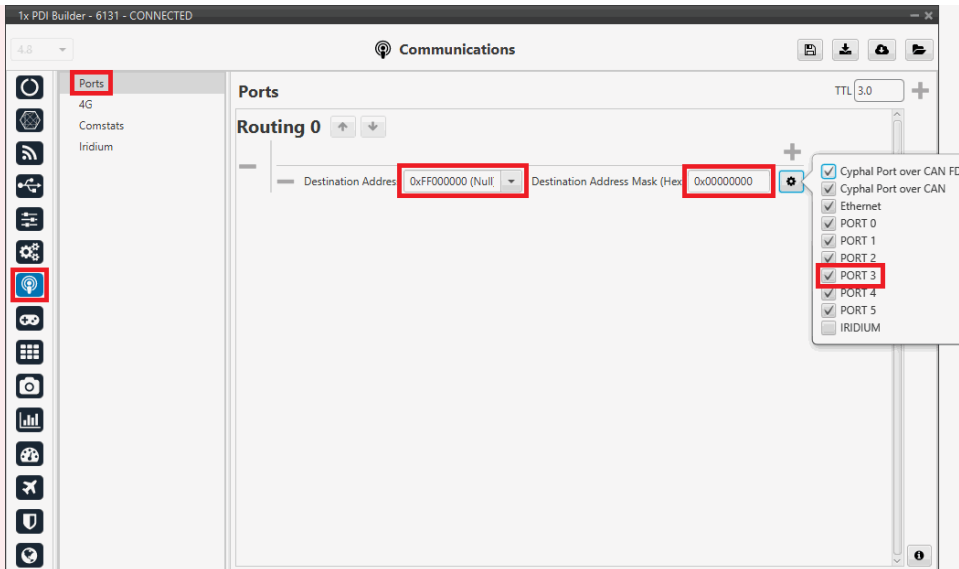 1x PDI Builder - 6131 - CONNECTED
4.8
Communications
Ports
4G
Comstats
Iridium
Ports
TTL 3.0
Routing 0
Destination Addres 0xFF000000 (Null Destination Address Mask (Hex 0x00000000
Cyphal Port over CAN FD
Cyphal Port over CAN
Ethernet
PORT 0
PORT 1
PORT 2
PORT 3
PORT 4
PORT 5
IRIDIUM